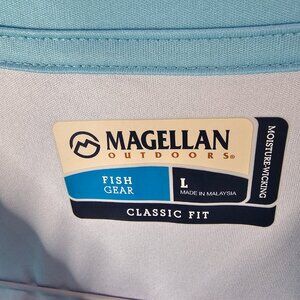 MAGELLAN
OUTDOORS®
FISH
GEAR
L
MADE IN MALAYSIA
CLASSIC FIT
MOISTURE-WICKING